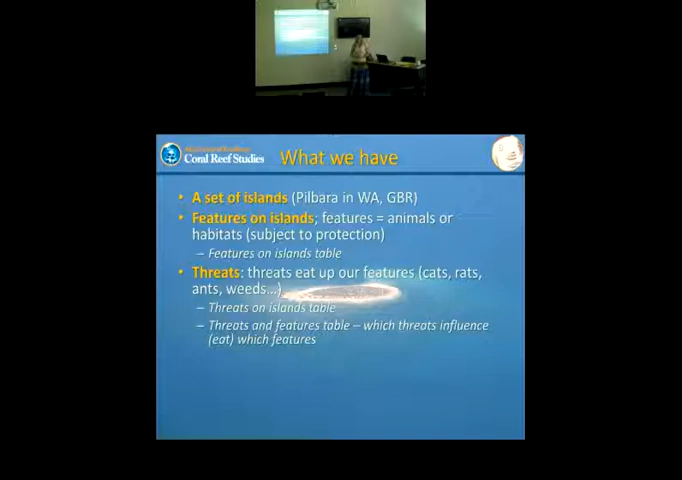 Coral Reef Studies
What we have
• A set of islands (Pilbara in WA, GBR)
• Features on islands; features = animals or
habitats (subject to protection)
– Features on islands table
• Threats: threats eat up our features (cats, rats,
ants, weeds...)
– Threats on islands table
– Threats and features table – which threats influence
(eat) which features